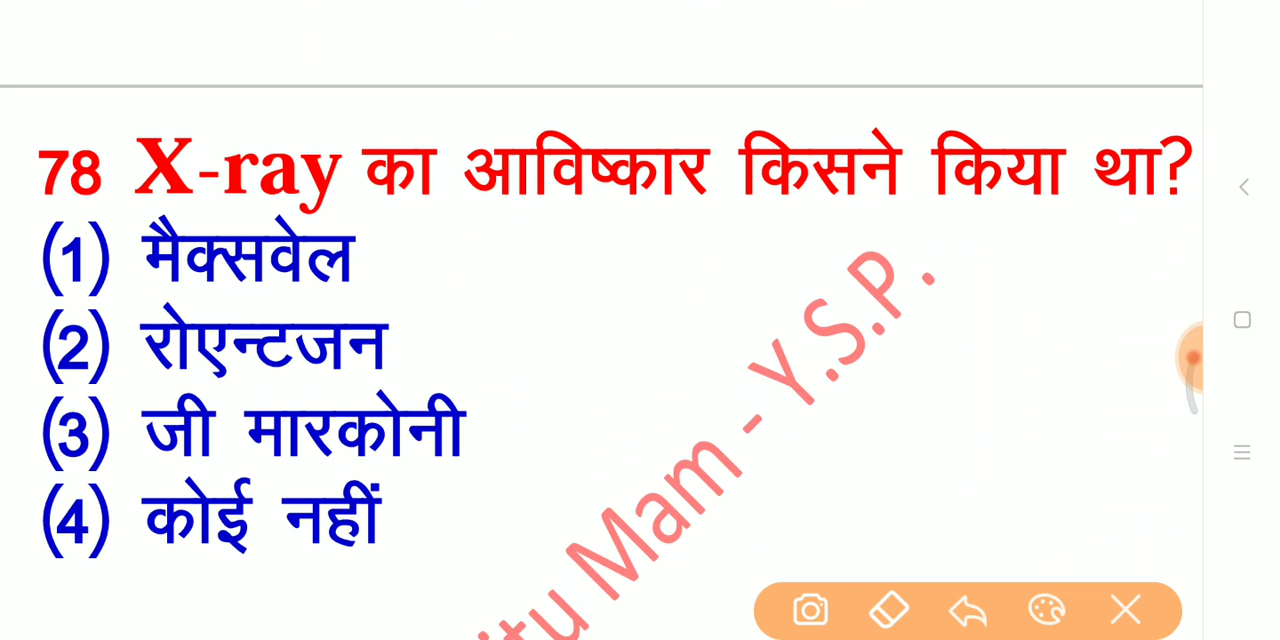 78 X-ray का आविष्कार किसने किया था?
(1) मैक्सवेल
(2) रोएन्टजन
(3) जी मारकोनी
(4) कोई नहीं
Mam - Y.S.P.